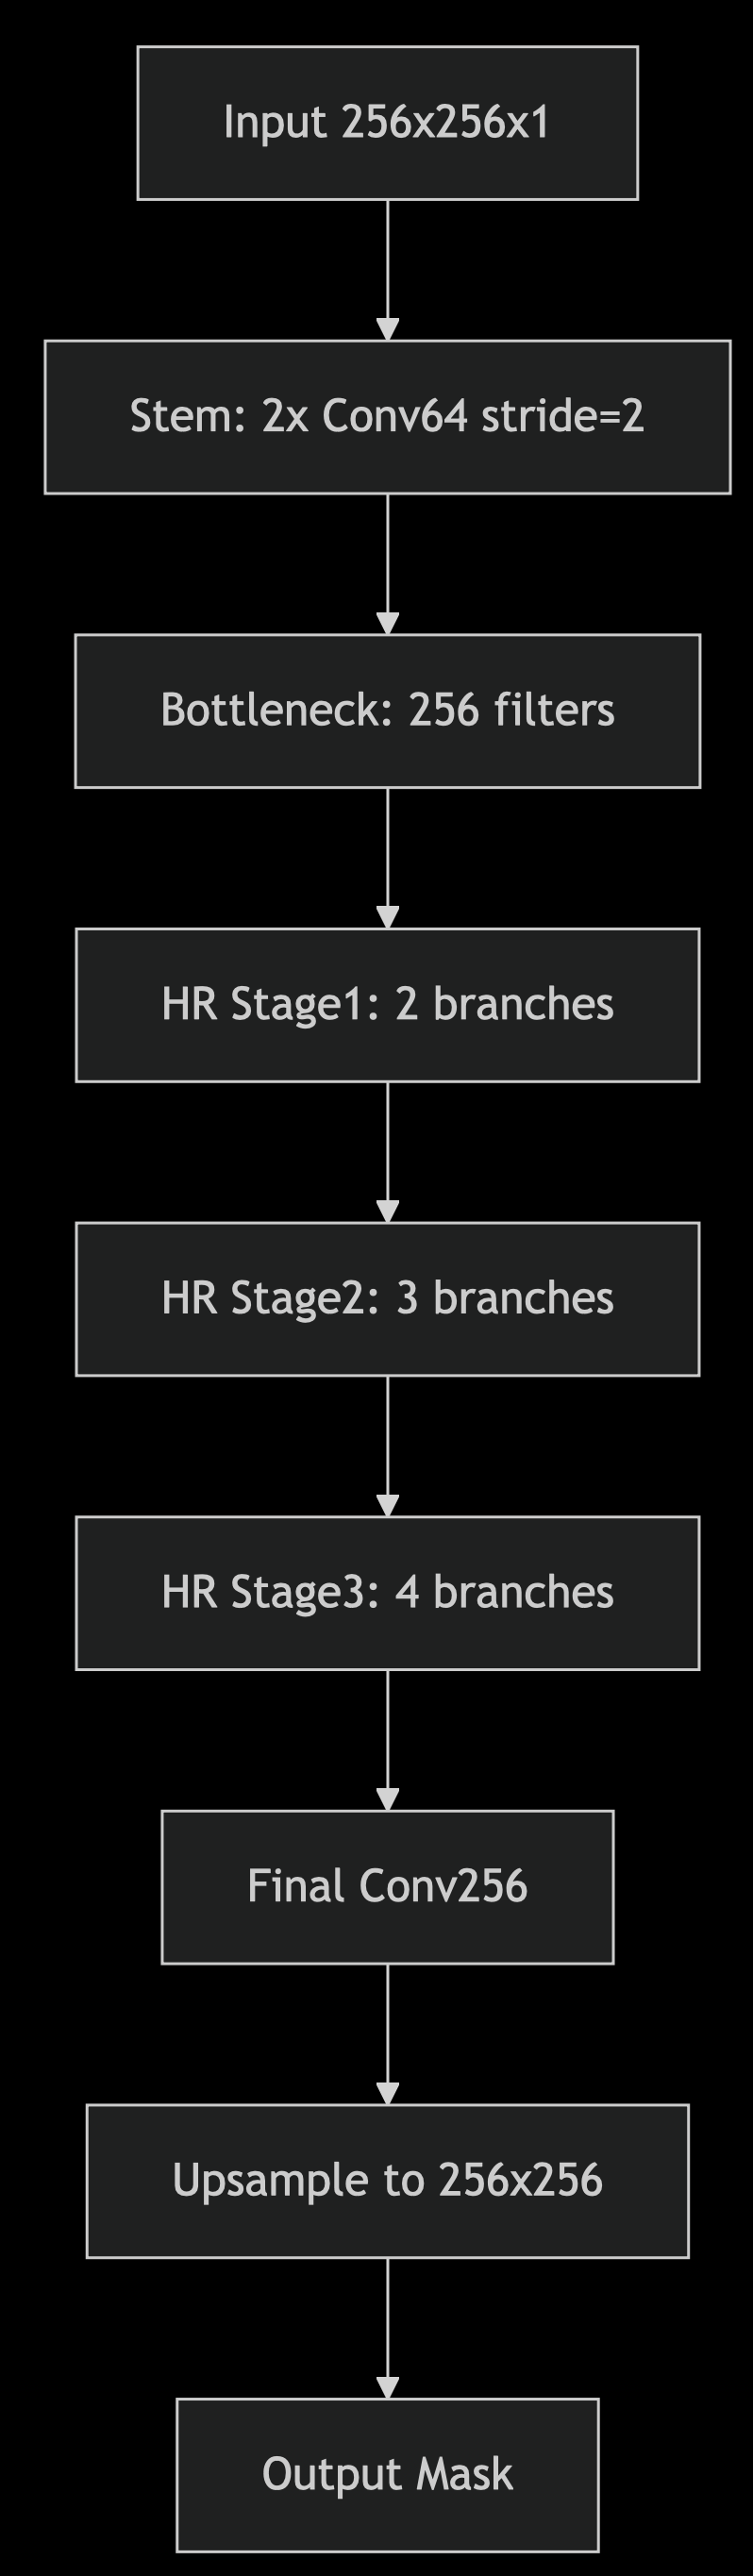 Input 256x256x1
Stem: 2x Conv64 stride=2
Bottleneck: 256 filters
HR Stage1: 2 branches
HR Stage2: 3 branches
HR Stage3: 4 branches
Final Conv256
Upsample to 256x256
Output Mask